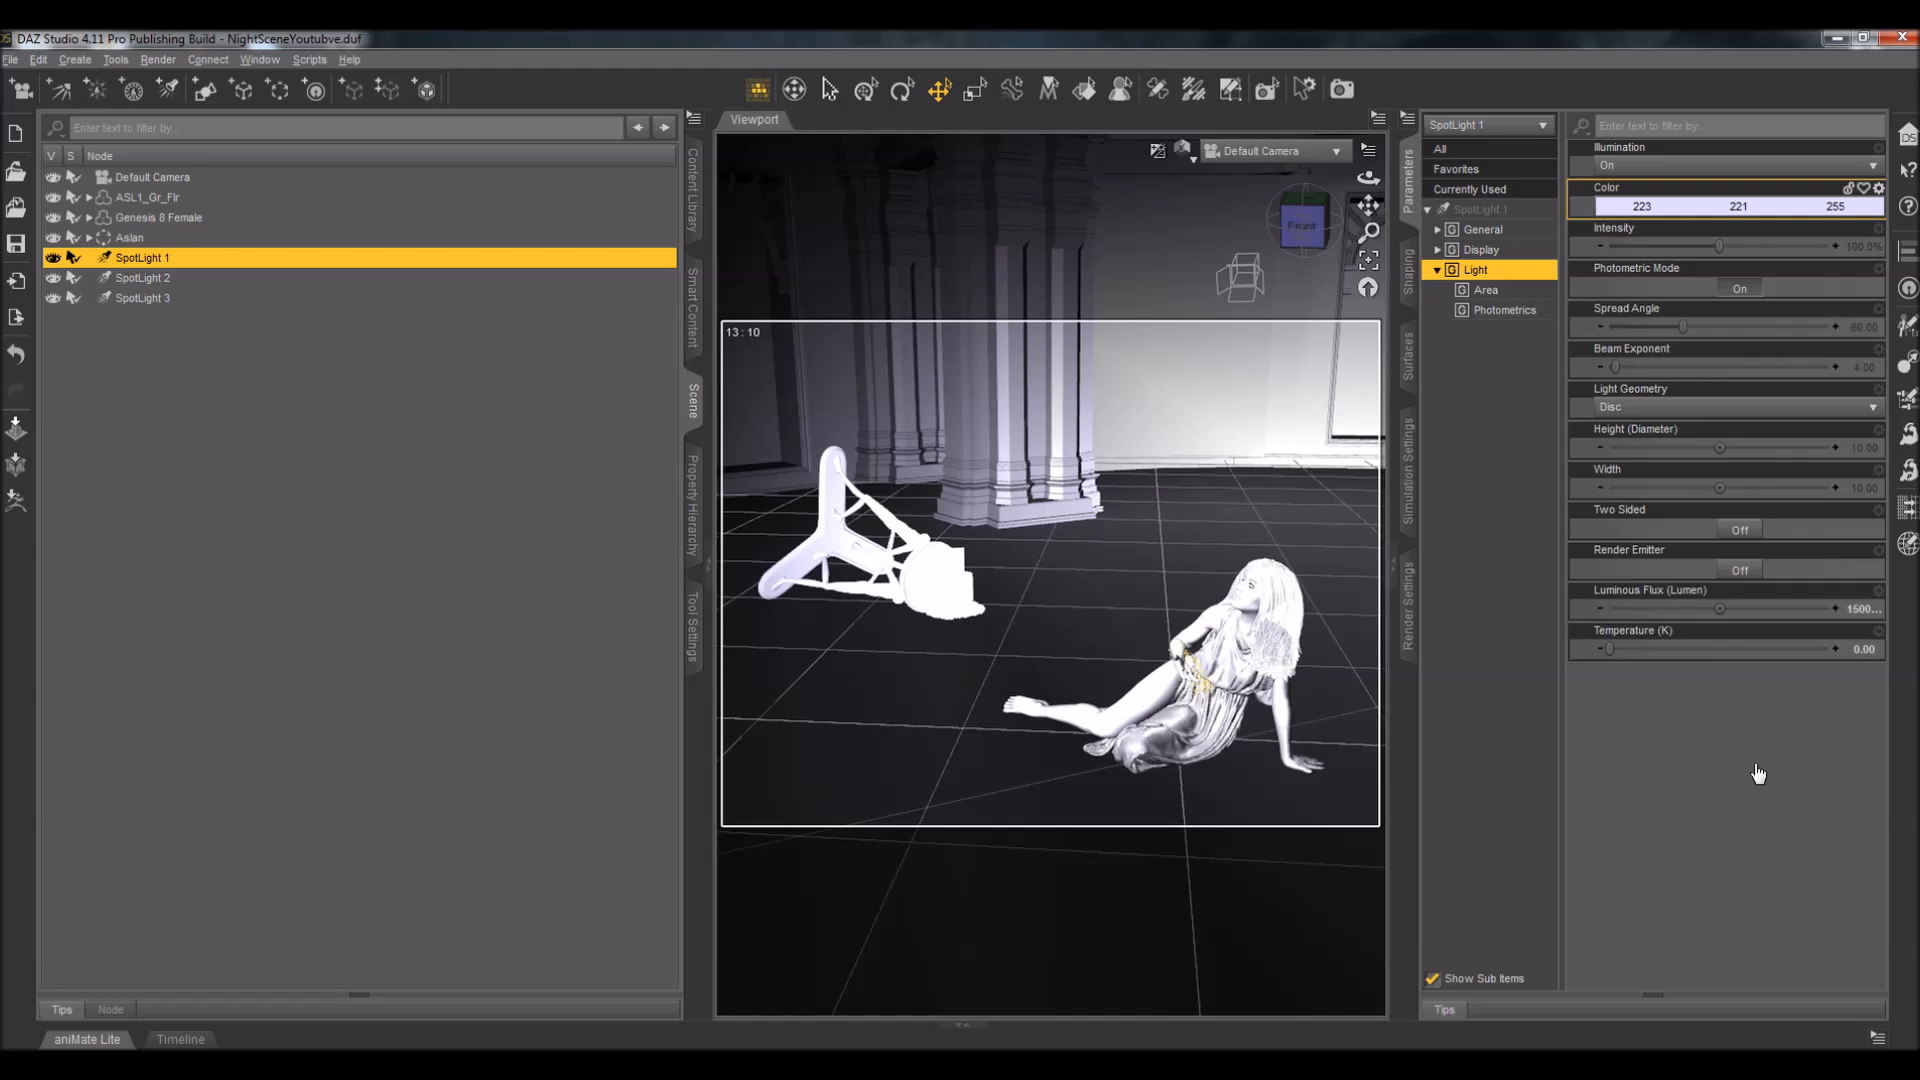 DAZ Studio 4.11 Pro Publishing Build - NightSceneYoutubve.duf
File Edit Create Tools Render Connect Window Scripts Help
Enter text to filter by...
V S Node
Default Camera
ASL1_Gr_Flr
Genesis 8 Female
Aslan
SpotLight 1
SpotLight 2
SpotLight 3
Tips Node
aniMate Lite Timeline
Content Library
Smart Content
Scene
Property Hierarchy
Tool Settings
Viewport
Default Camera
Front
13 : 10
Parameters
Shaping
Surfaces
Simulation Settings
Render Settings
SpotLight 1
All
Favorites
Currently Used
SpotLight 1
General
Display
Light
Area
Photometrics
Show Sub Items
Tips
Enter text to filter by...
Illumination
On
Color
223 221 255
Intensity
100.0%
Photometric Mode
On
Spread Angle
60.00
Beam Exponent
4.00
Light Geometry
Disc
Height (Diameter)
10.00
Width
10.00
Two Sided
Off
Render Emitter
Off
Luminous Flux (Lumen)
1500...
Temperature (K)
0.00
DS